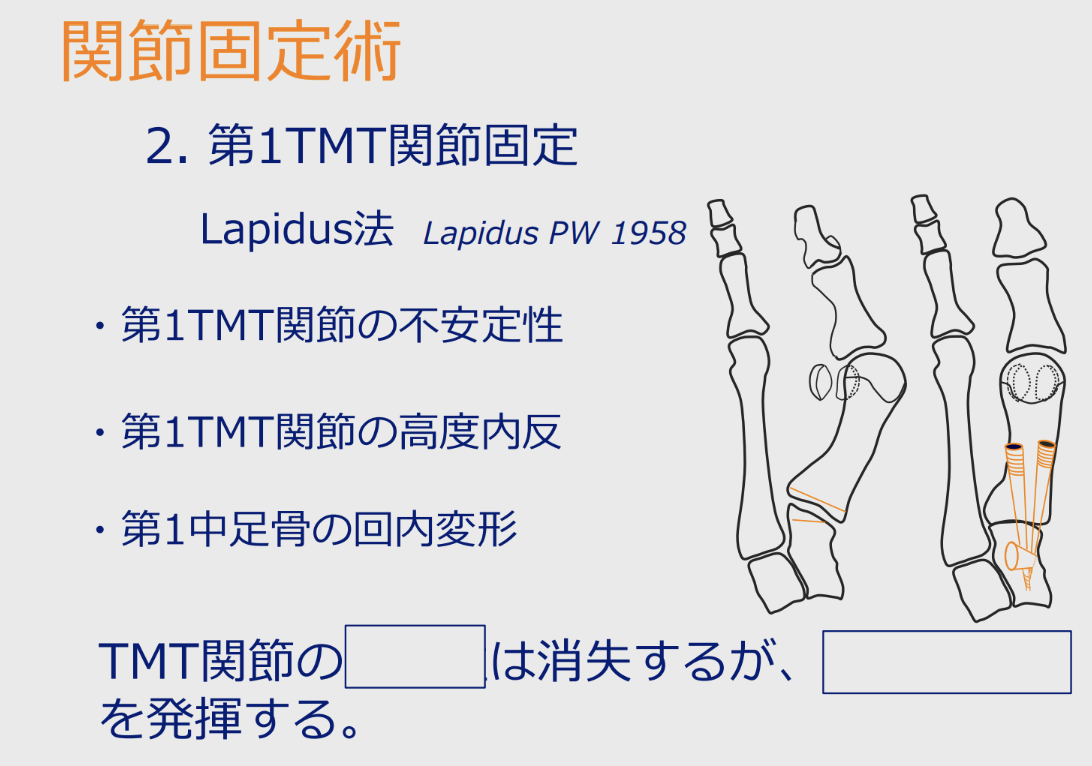 関節固定術
2. 第1TMT関節固定
Lapidus法 Lapidus PW 1958
・第1TMT関節の不安定性
・第1TMT関節の高度内反
・第1中足骨の回内変形
TMT関節の は消失するが、
を発揮する。